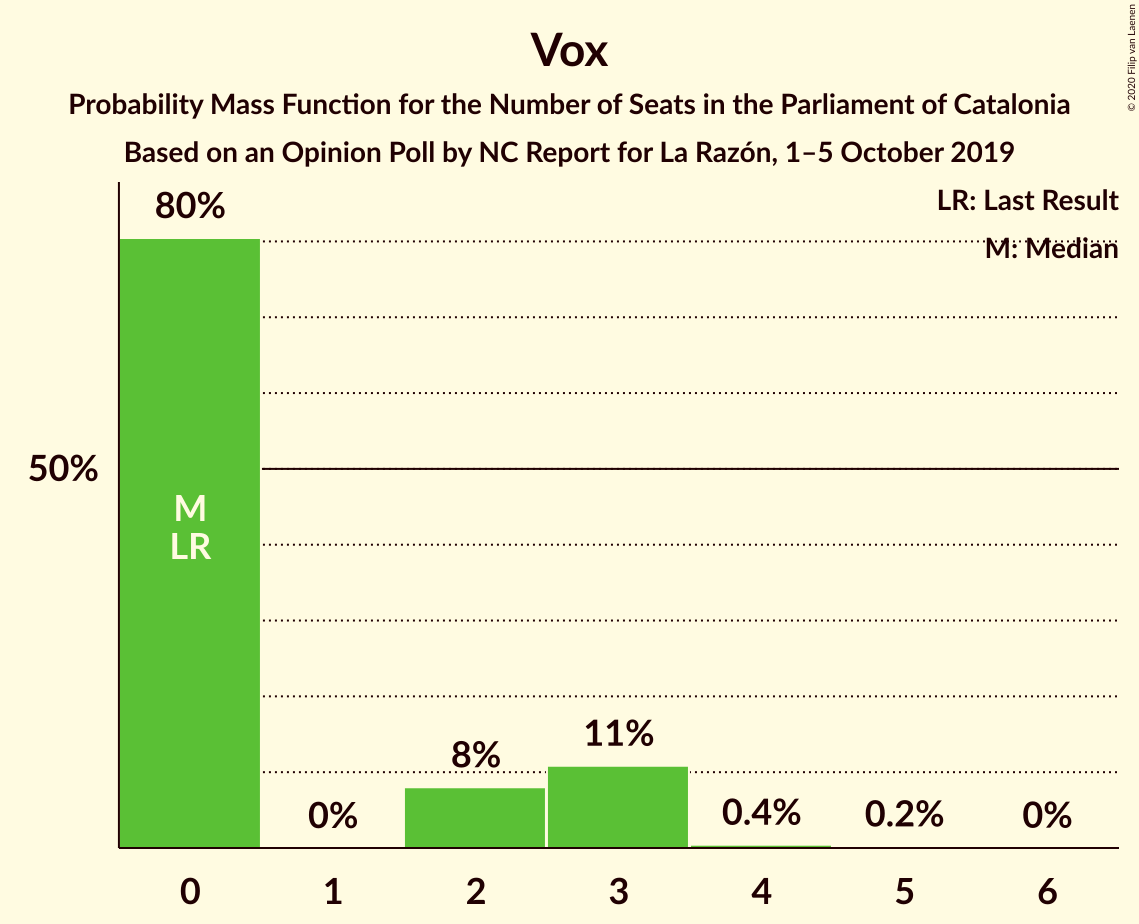 Vox
Probability Mass Function for the Number of Seats in the Parliament of Catalonia
Based on an Opinion Poll by NC Report for La Razón, 1–5 October 2019
© 2020 Filip van Laenen
LR: Last Result
M: Median
80%
50%
M
LR
0%
8%
11%
0.4%
0.2%
0%
0
1
2
3
4
5
6